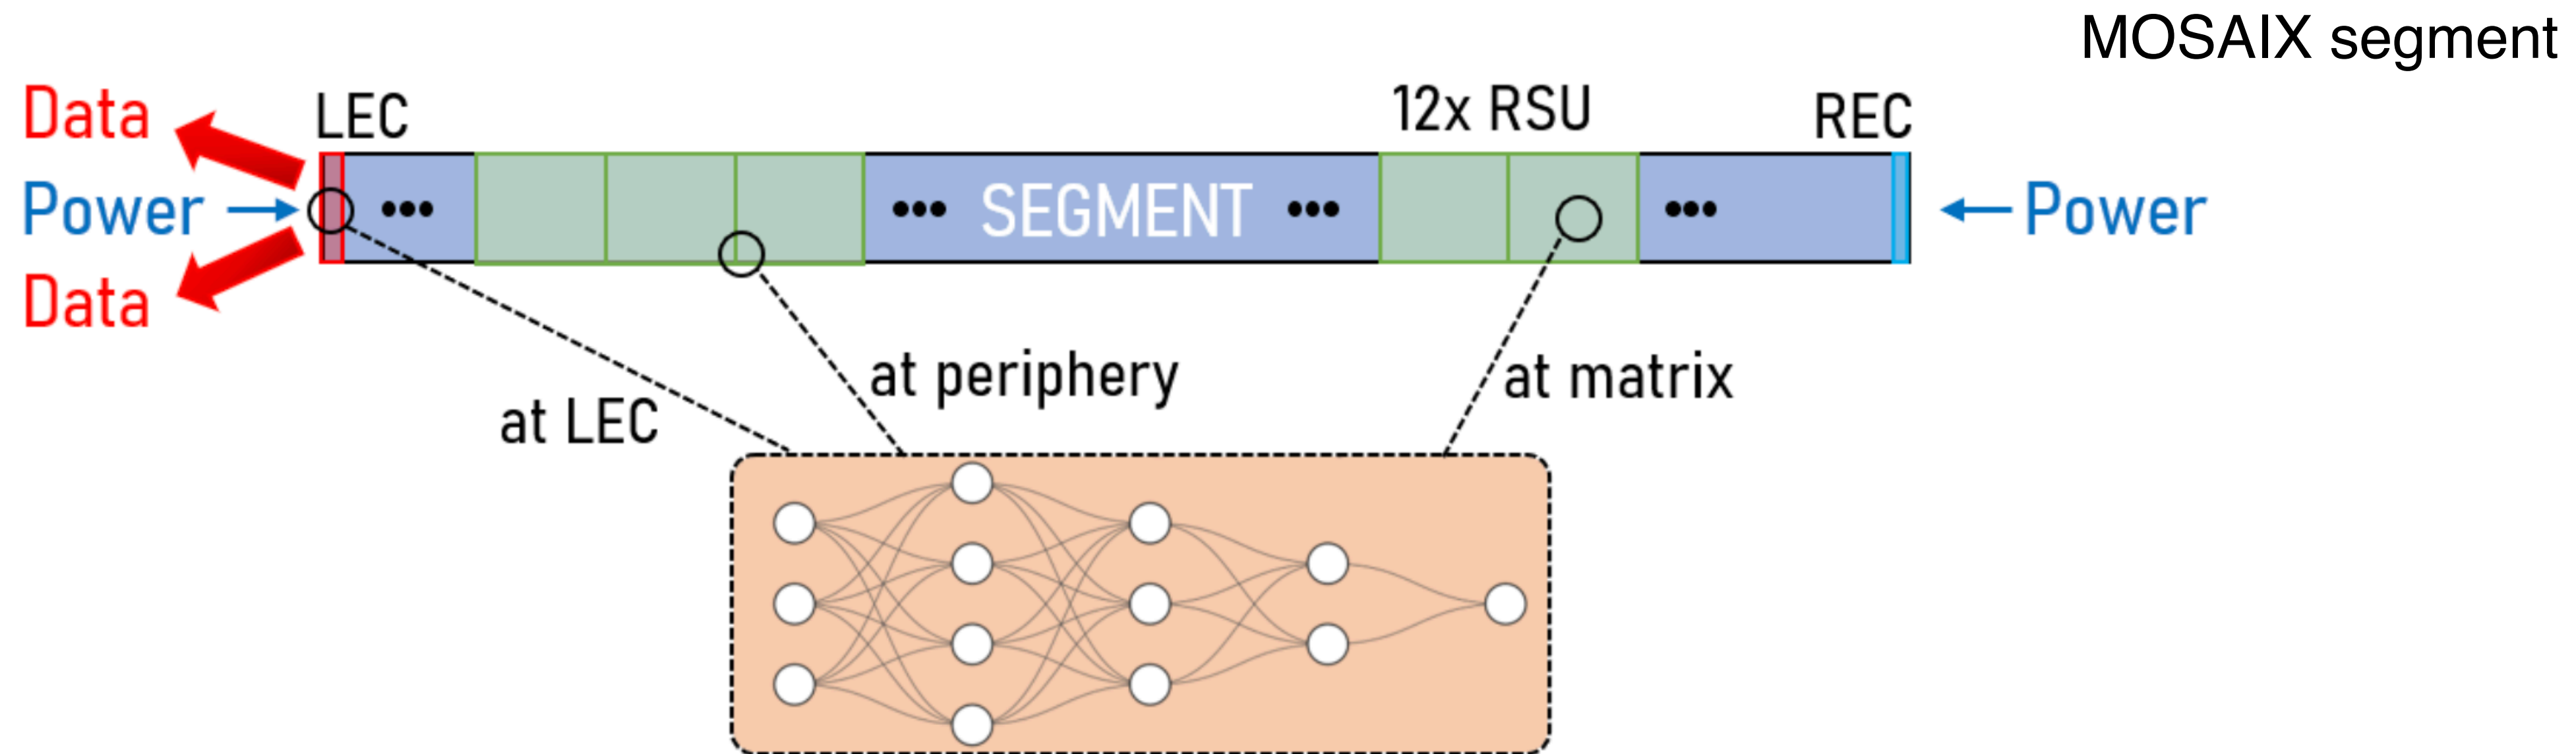 MOSAIX segment
Data
LEC
12x RSU
REC
Power
••• ••• SEGMENT ••• •••
Power
Data
at periphery
at matrix
at LEC